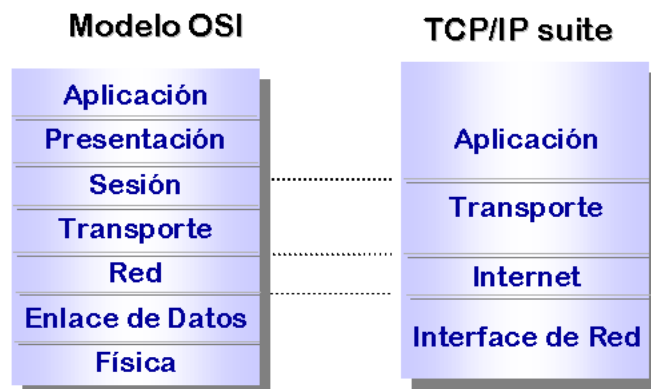 Modelo OSI
Aplicación
Presentación
Sesión
Transporte
Red
Enlace de Datos
Física
TCP/IP suite
Aplicación
Transporte
Internet
Interface de Red